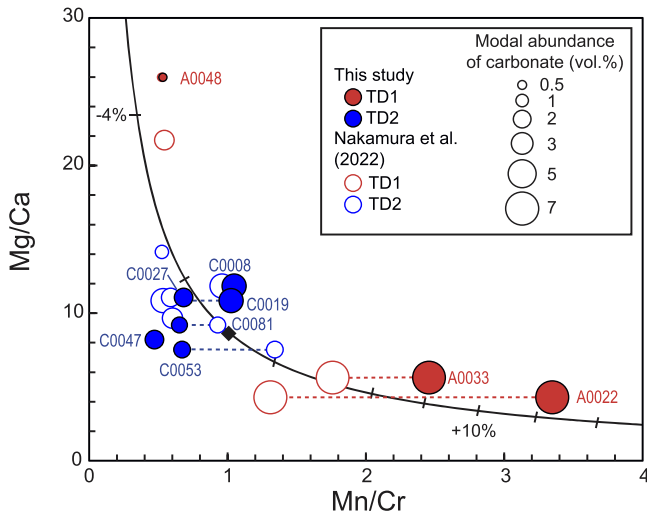 30
20
10
0
Mg/Ca
0
1
2
3
4
Mn/Cr
-4%
+10%
A0048
C0027
C0008
C0019
C0081
C0047
C0053
A0033
A0022
This study
TD1
TD2
Nakamura et al.
(2022)
TD1
TD2
Modal abundance
of carbonate (vol.%)
0.5
1
2
3
5
7